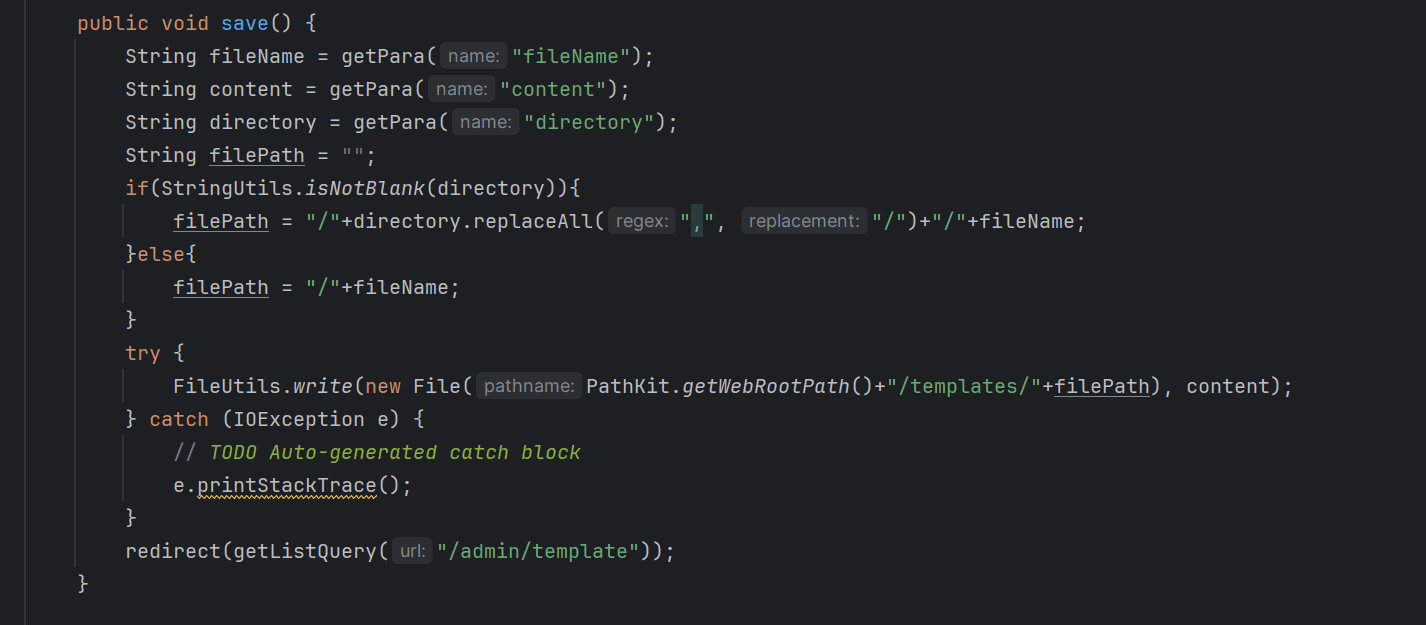 public void save() {
String fileName = getPara( name: "fileName");
String content = getPara( name: "content");
String directory = getPara( name: "directory");
String filePath = "";
if(StringUtils.isNotBlank(directory)){
filePath = "/"+directory.replaceAll( regex: ",", replacement: "/")+"/"+fileName;
}else{
filePath = "/"+fileName;
}
try {
FileUtils.write(new File( pathname: PathKit.getWebRootPath()+"/templates/"+filePath), content);
} catch (IOException e) {
// TODO Auto-generated catch block
e.printStackTrace();
}
redirect(getListQuery( url: "/admin/template"));
}